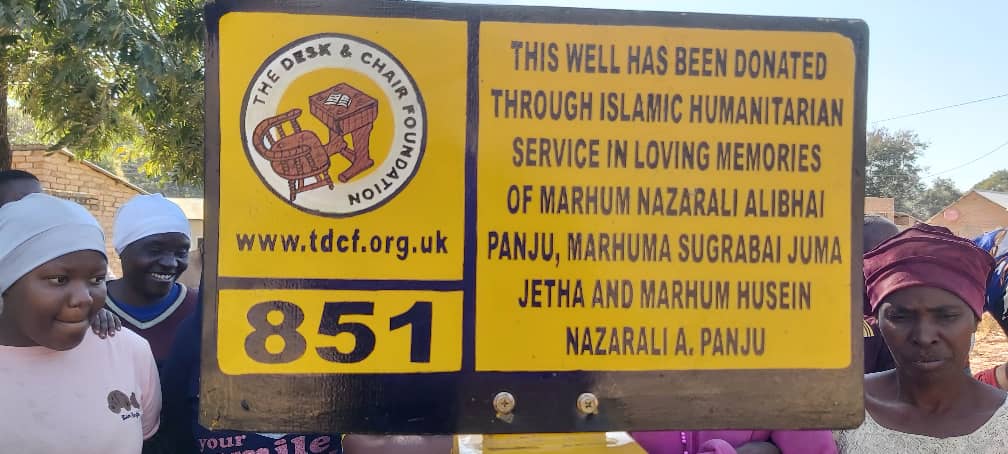 THE DESK & CHAIR FOUNDATION
www.tdcf.org.uk
851
THIS WELL HAS BEEN DONATED
THROUGH ISLAMIC HUMANITARIAN
SERVICE IN LOVING MEMORIES
OF MARHUM NAZARALI ALIBHAI
PANJU, MARHUMA SUGRABAI JUMA
JETHA AND MARHUM HUSEIN
NAZARALI A. PANJU
your